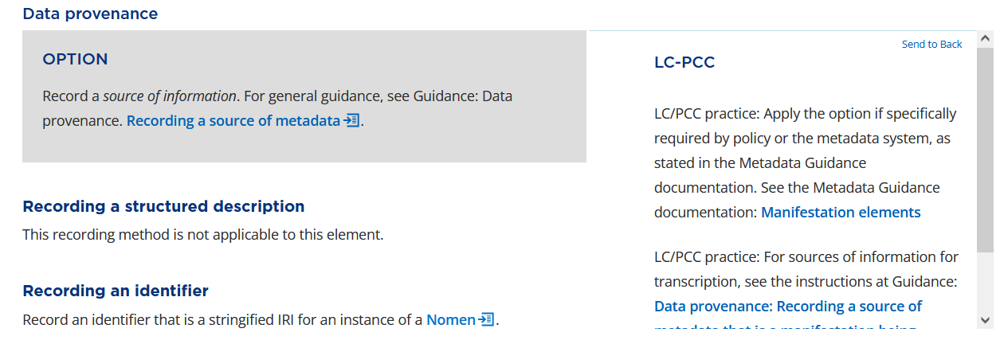 Data provenance
OPTION
Record a source of information. For general guidance, see Guidance: Data
provenance. Recording a source of metadata.
Recording a structured description
This recording method is not applicable to this element.
Recording an identifier
Record an identifier that is a stringified IRI for an instance of a Nomen.
Send to Back
LC-PCC
LC/PCC practice: Apply the option if specifically
required by policy or the metadata system, as
stated in the Metadata Guidance
documentation. See the Metadata Guidance
documentation: Manifestation elements
LC/PCC practice: For sources of information for
transcription, see the instructions at Guidance:
Data provenance: Recording a source of
metadata that is a manifestation being